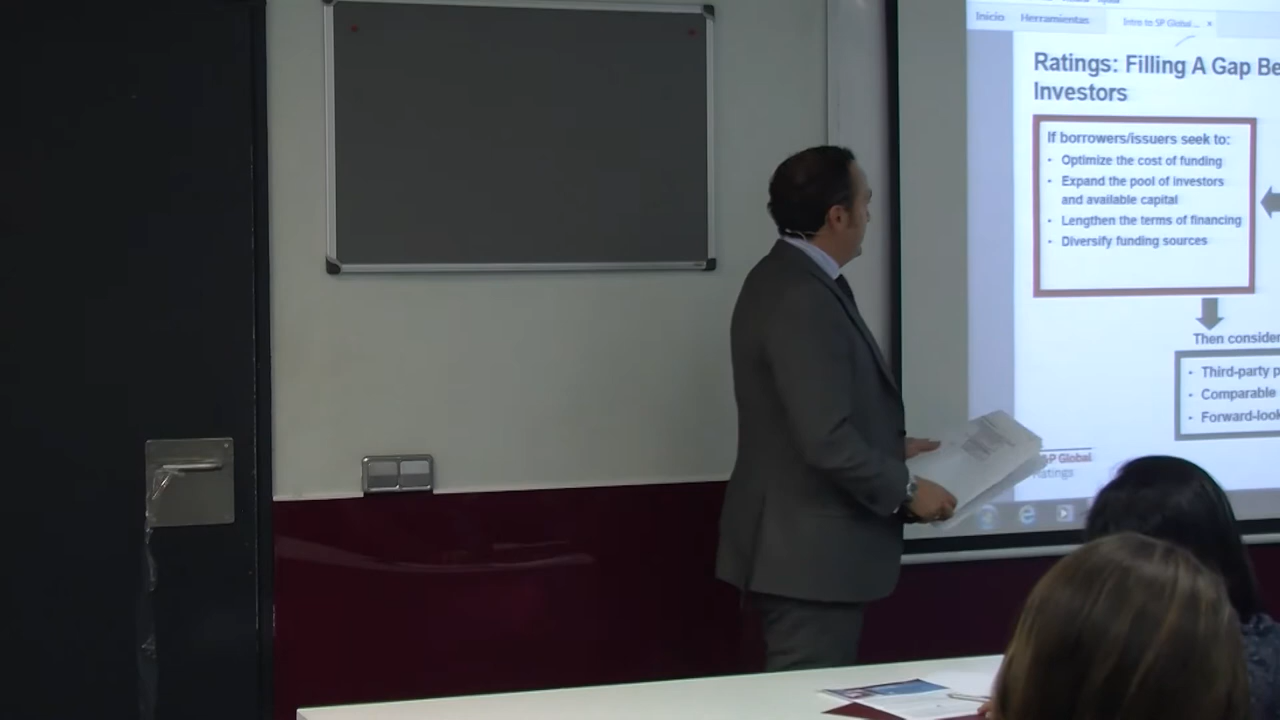 Inicio Herramientas Intro to SP Global ... ×
Ratings: Filling A Gap Be
Investors
If borrowers/issuers seek to:
• Optimize the cost of funding
• Expand the pool of investors
and available capital
• Lengthen the terms of financing
• Diversify funding sources
Then consider
• Third-party p
• Comparable
• Forward-look
P Global
Ratings